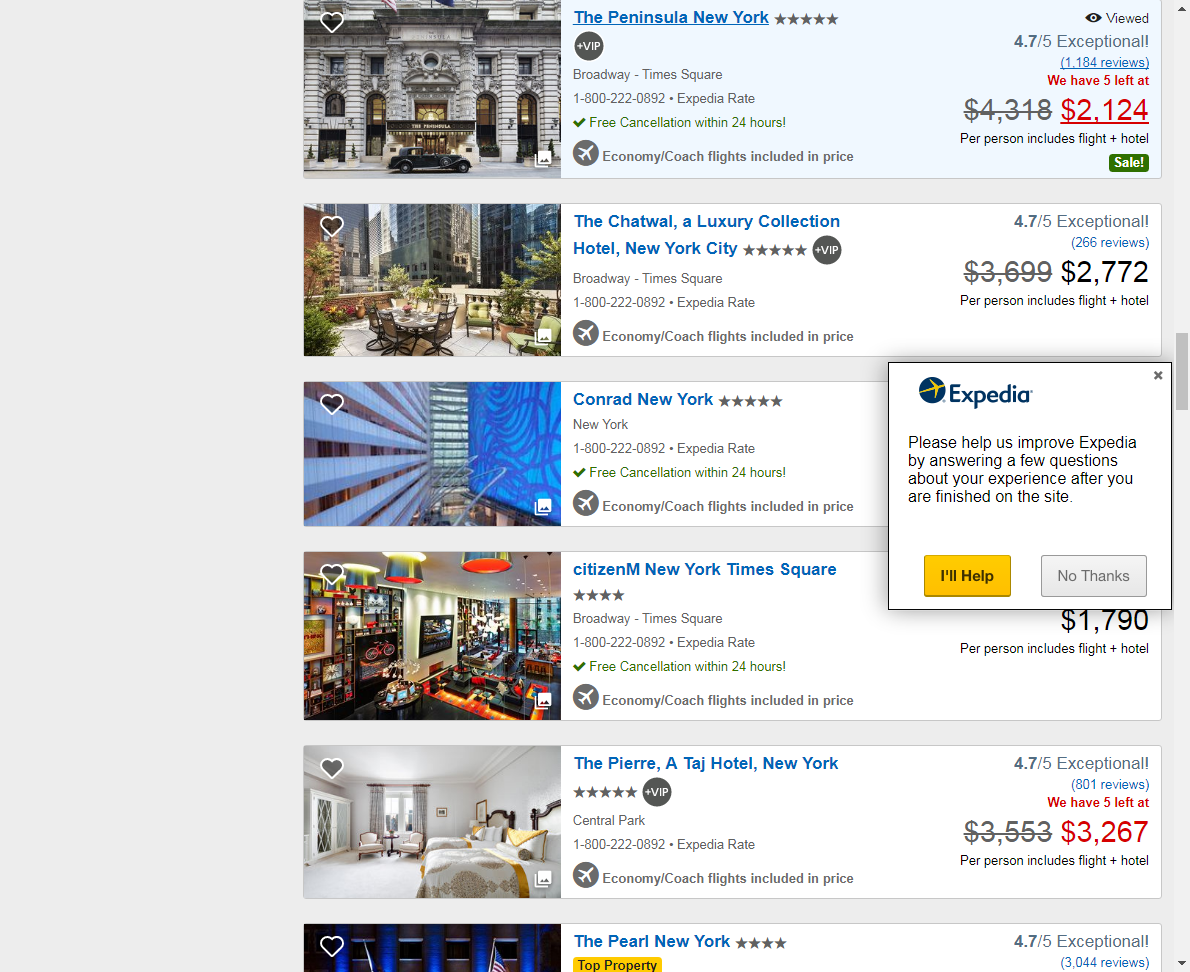 The Peninsula New York
Viewed
+VIP
4.7/5 Exceptional!
(1,184 reviews)
We have 5 left at
Broadway - Times Square
1-800-222-0892 • Expedia Rate
Free Cancellation within 24 hours!
$4,318 $2,124
Per person includes flight + hotel
Economy/Coach flights included in price
Sale!
THE PENINSULA
The Chatwal, a Luxury Collection
Hotel, New York City
+VIP
4.7/5 Exceptional!
(266 reviews)
$3,699 $2,772
Broadway - Times Square
1-800-222-0892 • Expedia Rate
Per person includes flight + hotel
Economy/Coach flights included in price
Conrad New York
New York
1-800-222-0892 • Expedia Rate
Free Cancellation within 24 hours!
Economy/Coach flights included in price
Expedia
Please help us improve Expedia
by answering a few questions
about your experience after you
are finished on the site.
I'll Help
No Thanks
citizenM New York Times Square
Broadway - Times Square
$1,790
1-800-222-0892 • Expedia Rate
Per person includes flight + hotel
Free Cancellation within 24 hours!
Economy/Coach flights included in price
The Pierre, A Taj Hotel, New York
+VIP
4.7/5 Exceptional!
(801 reviews)
We have 5 left at
Central Park
1-800-222-0892 • Expedia Rate
$3,553 $3,267
Per person includes flight + hotel
Economy/Coach flights included in price
The Pearl New York
4.7/5 Exceptional!
Top Property
(3,044 reviews)